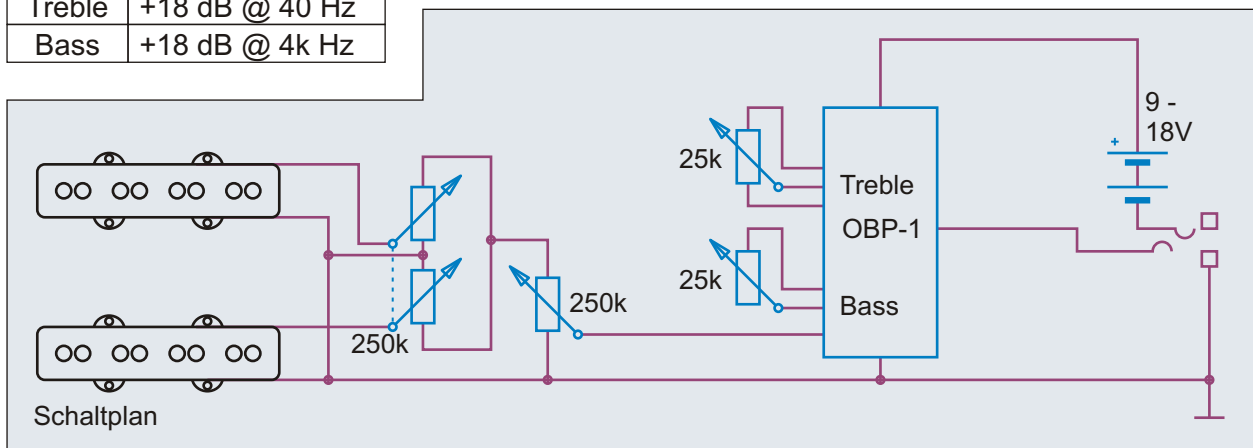 Treble +18 dB @ 40 Hz
Bass +18 dB @ 4k Hz
9 -
18V
25k
Treble
OBP-1
25k
250k
Bass
250k
Schaltplan
+